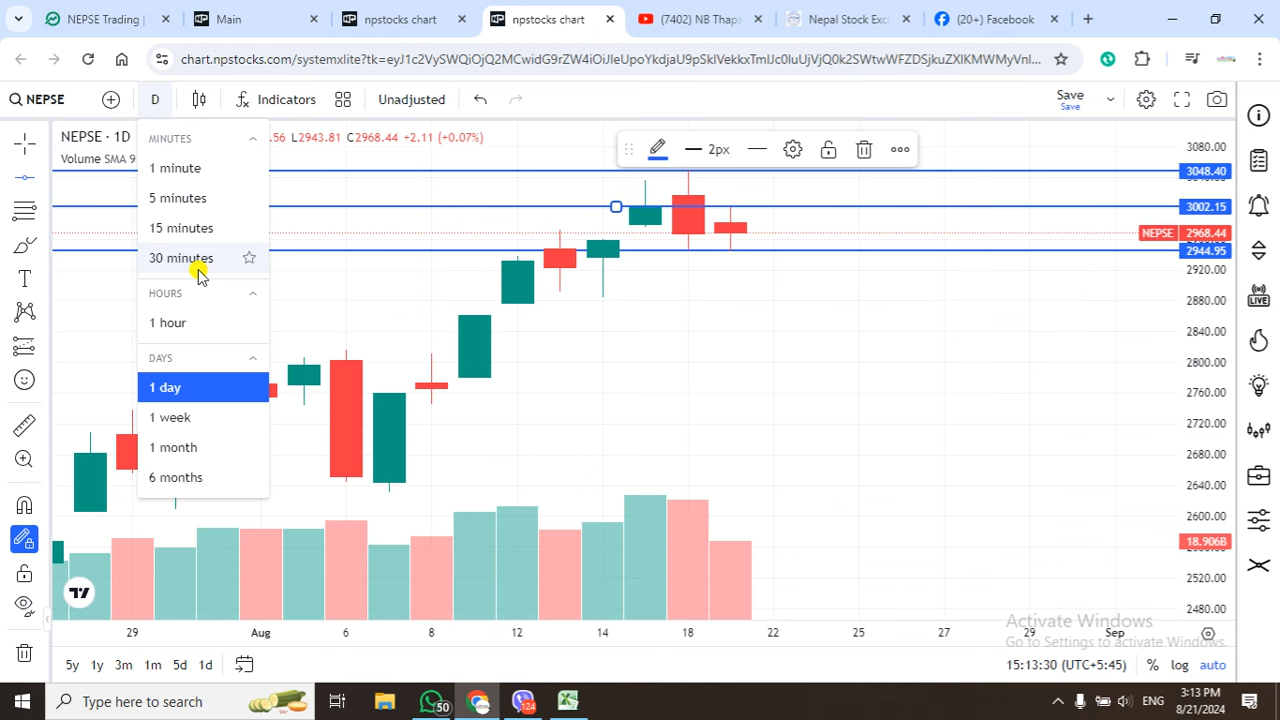 NEPSE Trading
Main
npstocks chart
npstocks chart
(7402) NB Thapa
Nepal Stock Exc
(20+) Facebook
chart.npstocks.com/systemxlite?tk=eyJ1c2VySWQiOjQ2MCwidG9rZW4iOiJleUpoYkdjaU9pSklVekkxTmlJc0luUjVjQ0k2SWtwWFZDSjkuZXlKMWMyVnl...
NEPSE
D
Indicators
Unadjusted
Save
Save
MINUTES
1 minute
5 minutes
15 minutes
30 minutes
HOURS
1 hour
DAYS
1 day
1 week
1 month
6 months
NEPSE · 1D
.56 L2943.81 C2968.44 +2.11 (+0.07%)
Volume SMA 9
2px
3080.00
3048.40
3002.15
NEPSE 2968.44
2944.95
2920.00
2880.00
2840.00
2800.00
2760.00
2720.00
2680.00
2640.00
2600.00
18.906B
2520.00
2480.00
LIVE
29
Aug
6
8
12
14
18
22
25
27
29
Sep
Activate Windows
Go to Settings to activate Windows.
5y 1y 3m 1m 5d 1d
15:13:30 (UTC+5:45)
% log auto
Type here to search
50
124
ENG
3:13 PM
8/21/2024